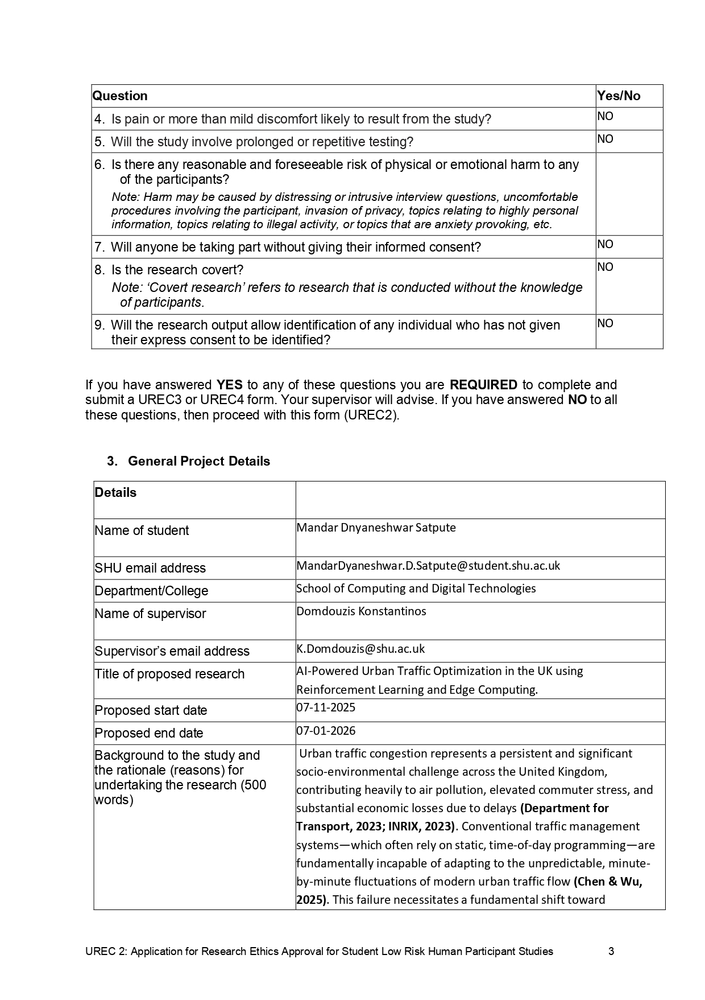 Question Yes/No
4. Is pain or more than mild discomfort likely to result from the study? NO
5. Will the study involve prolonged or repetitive testing? NO
6. Is there any reasonable and foreseeable risk of physical or emotional harm to any
of the participants?
Note: Harm may be caused by distressing or intrusive interview questions, uncomfortable
procedures involving the participant, invasion of privacy, topics relating to highly personal
information, topics relating to illegal activity, or topics that are anxiety provoking, etc.
7. Will anyone be taking part without giving their informed consent? NO
8. Is the research covert? NO
Note: ‘Covert research’ refers to research that is conducted without the knowledge
of participants.
9. Will the research output allow identification of any individual who has not given NO
their express consent to be identified?
If you have answered YES to any of these questions you are REQUIRED to complete and
submit a UREC3 or UREC4 form. Your supervisor will advise. If you have answered NO to all
these questions, then proceed with this form (UREC2).
3. General Project Details
Details
Name of student Mandar Dnyaneshwar Satpute
SHU email address MandarDyaneshwar.D.Satpute@student.shu.ac.uk
Department/College School of Computing and Digital Technologies
Name of supervisor Domdouzis Konstantinos
Supervisor’s email address K.Domdouzis@shu.ac.uk
Title of proposed research AI-Powered Urban Traffic Optimization in the UK using
Reinforcement Learning and Edge Computing.
Proposed start date 07-11-2025
Proposed end date 07-01-2026
Background to the study and
the rationale (reasons) for
undertaking the research (500
words)
Urban traffic congestion represents a persistent and significant
socio-environmental challenge across the United Kingdom,
contributing heavily to air pollution, elevated commuter stress, and
substantial economic losses due to delays (Department for
Transport, 2023; INRIX, 2023). Conventional traffic management
systems—which often rely on static, time-of-day programming—are
fundamentally incapable of adapting to the unpredictable, minute-
by-minute fluctuations of modern urban traffic flow (Chen & Wu,
2025). This failure necessitates a fundamental shift toward
UREC 2: Application for Research Ethics Approval for Student Low Risk Human Participant Studies 3